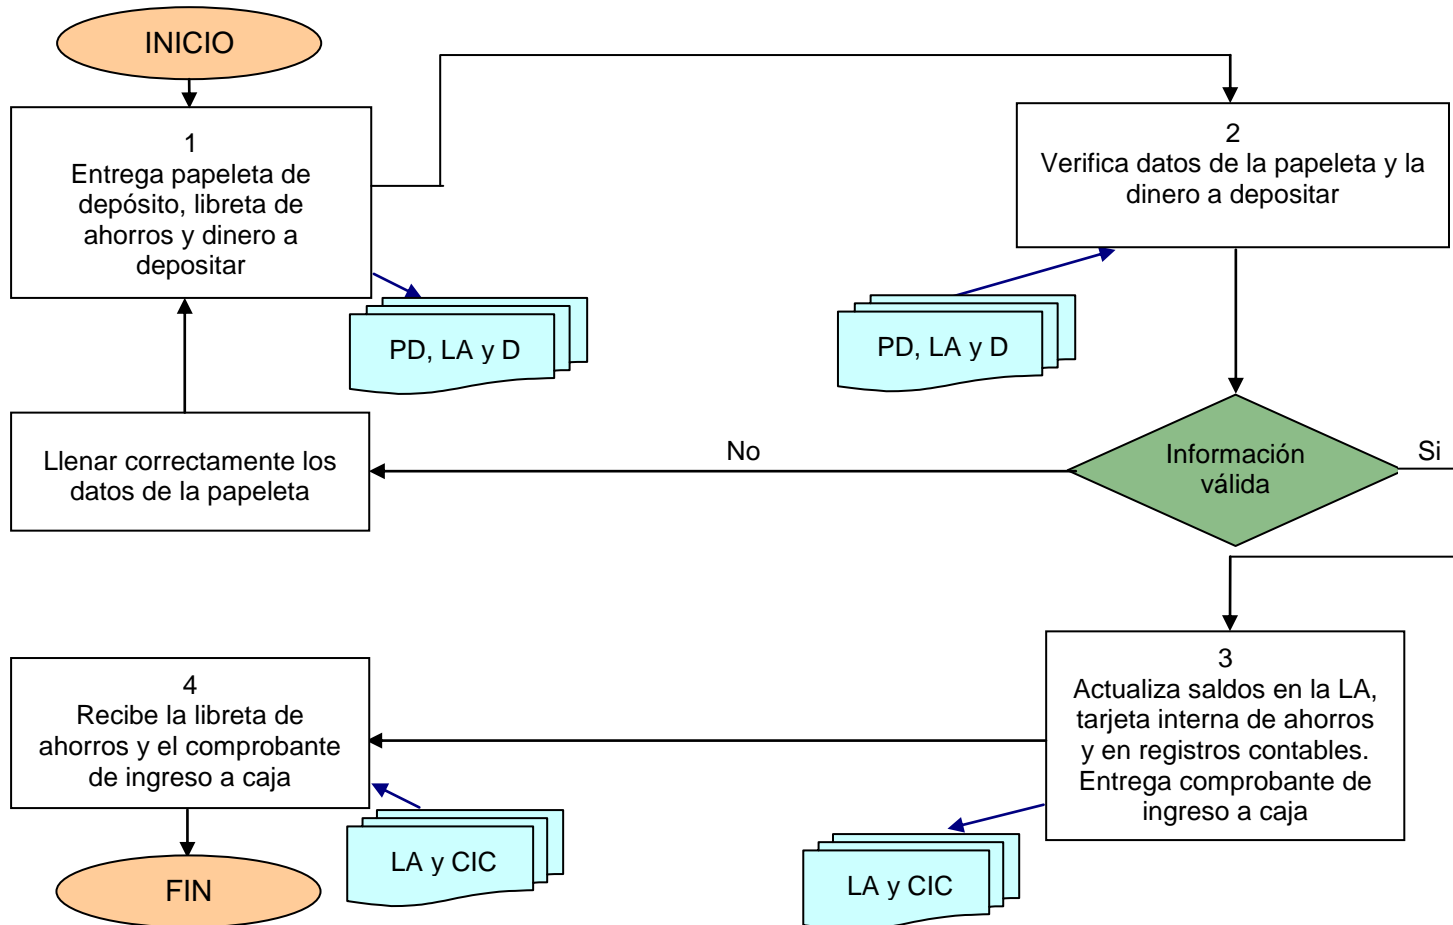 INICIO
1
Entrega papeleta de
depósito, libreta de
ahorros y dinero a
depositar
2
Verifica datos de la papeleta y la
dinero a depositar
PD, LA y D
PD, LA y D
Llenar correctamente los
datos de la papeleta
No
Información
válida
Si
4
Recibe la libreta de
ahorros y el comprobante
de ingreso a caja
3
Actualiza saldos en la LA,
tarjeta interna de ahorros
y en registros contables.
Entrega comprobante de
ingreso a caja
LA y CIC
LA y CIC
FIN